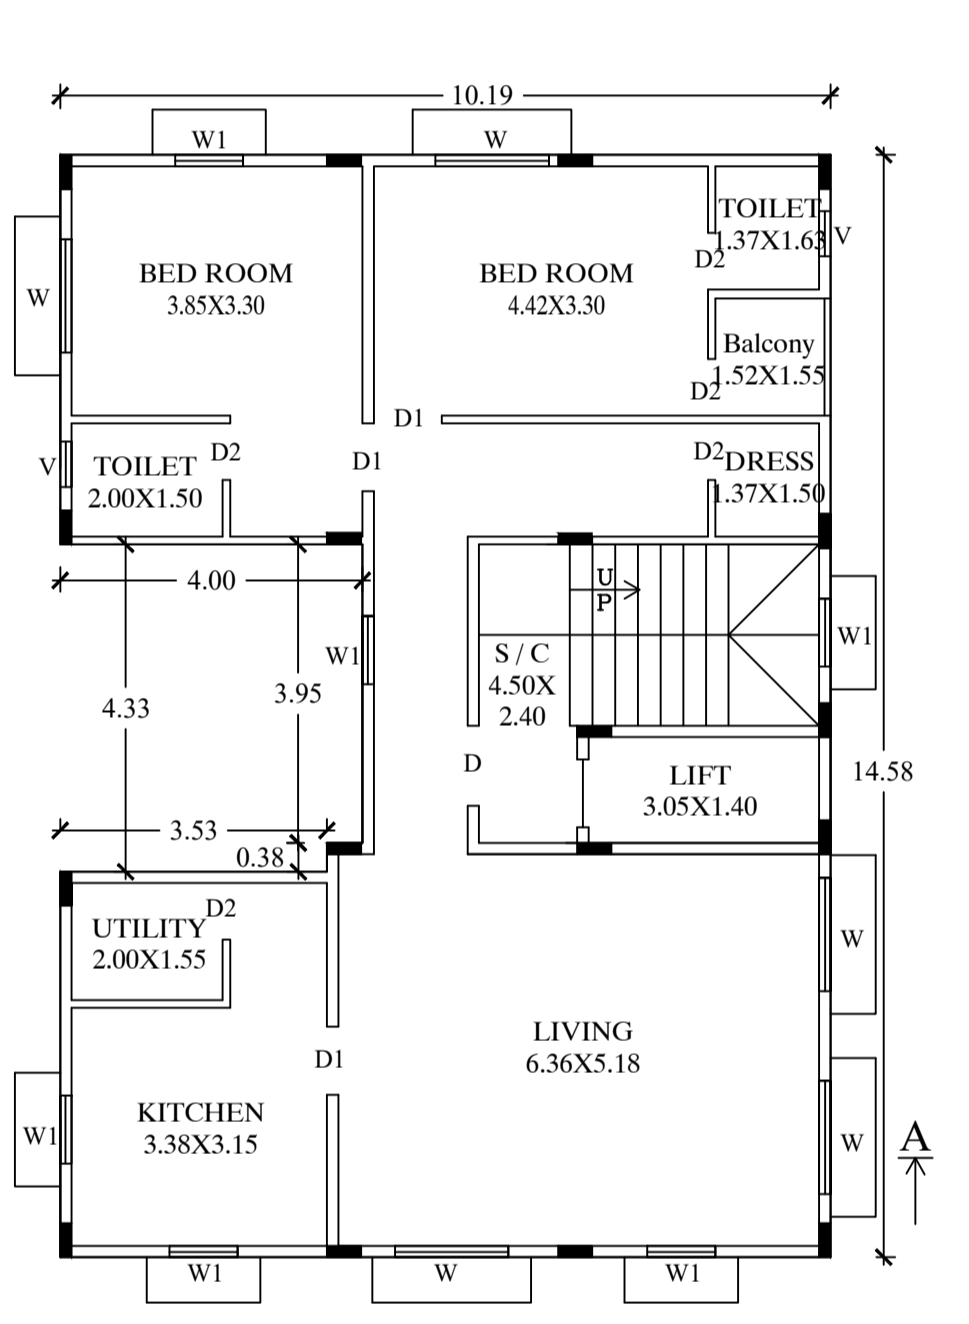 10.19
W1
W
TOILET
1.37X1.63
V
D2
BED ROOM
3.85X3.30
BED ROOM
4.42X3.30
W
Balcony
1.52X1.55
D2
D1
V
TOILET
2.00X1.50
D2
D1
D2
DRESS
1.37X1.50
4.00
UP
W1
W1
S / C
4.50X
2.40
4.33
3.95
D
LIFT
3.05X1.40
14.58
3.53
0.38
UTILITY
2.00X1.55
D2
W
LIVING
6.36X5.18
D1
KITCHEN
3.38X3.15
W1
W
A
W1
W
W1